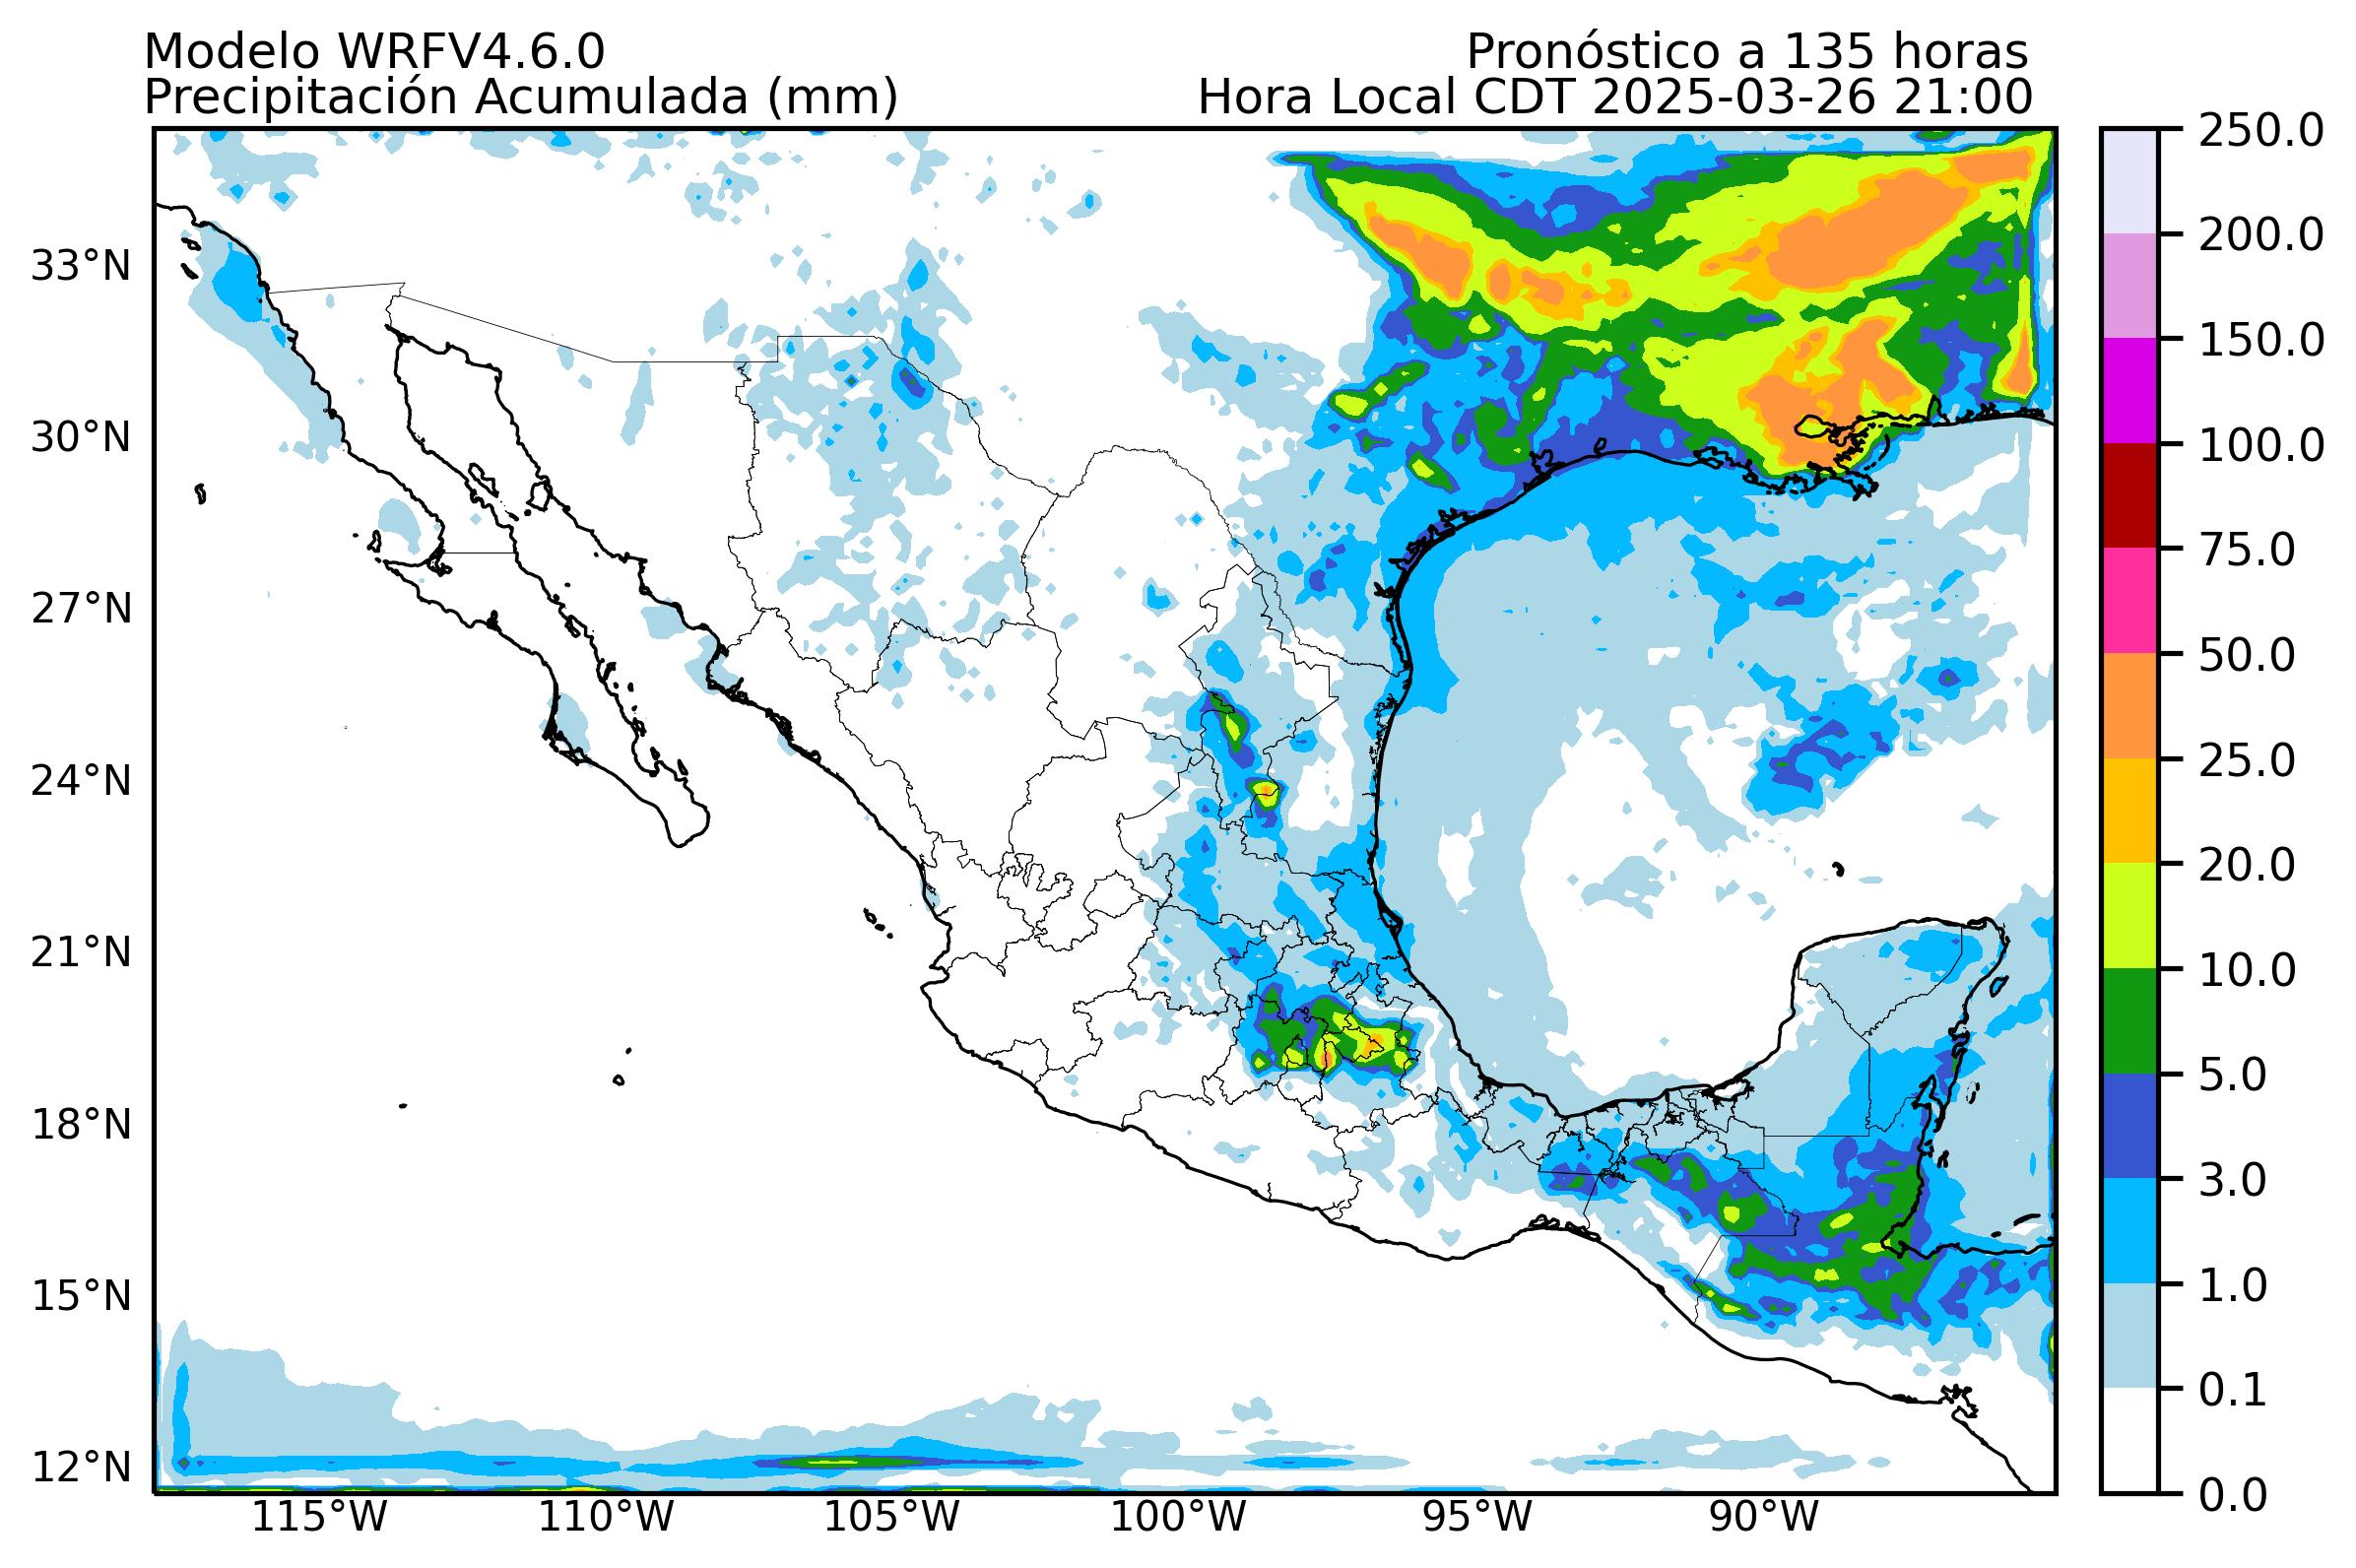 Modelo WRFV4.6.0
Pronóstico a 135 horas
Precipitación Acumulada (mm)
Hora Local CDT 2025-03-26 21:00
33°N
30°N
27°N
24°N
21°N
18°N
15°N
12°N
115°W
110°W
105°W
100°W
95°W
90°W
250.0
200.0
150.0
100.0
75.0
50.0
25.0
20.0
10.0
5.0
3.0
1.0
0.1
0.0